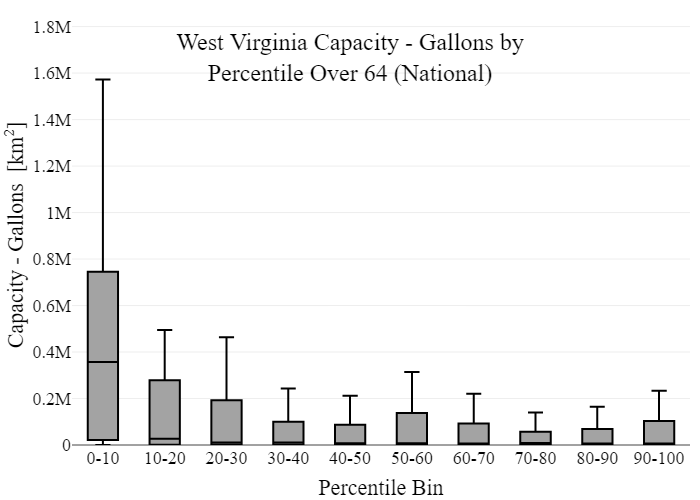 West Virginia Capacity - Gallons by
Percentile Over 64 (National)
Capacity - Gallons [km²]
1.8M
1.6M
1.4M
1.2M
1M
0.8M
0.6M
0.4M
0.2M
0
0-10 10-20 20-30 30-40 40-50 50-60 60-70 70-80 80-90 90-100
Percentile Bin